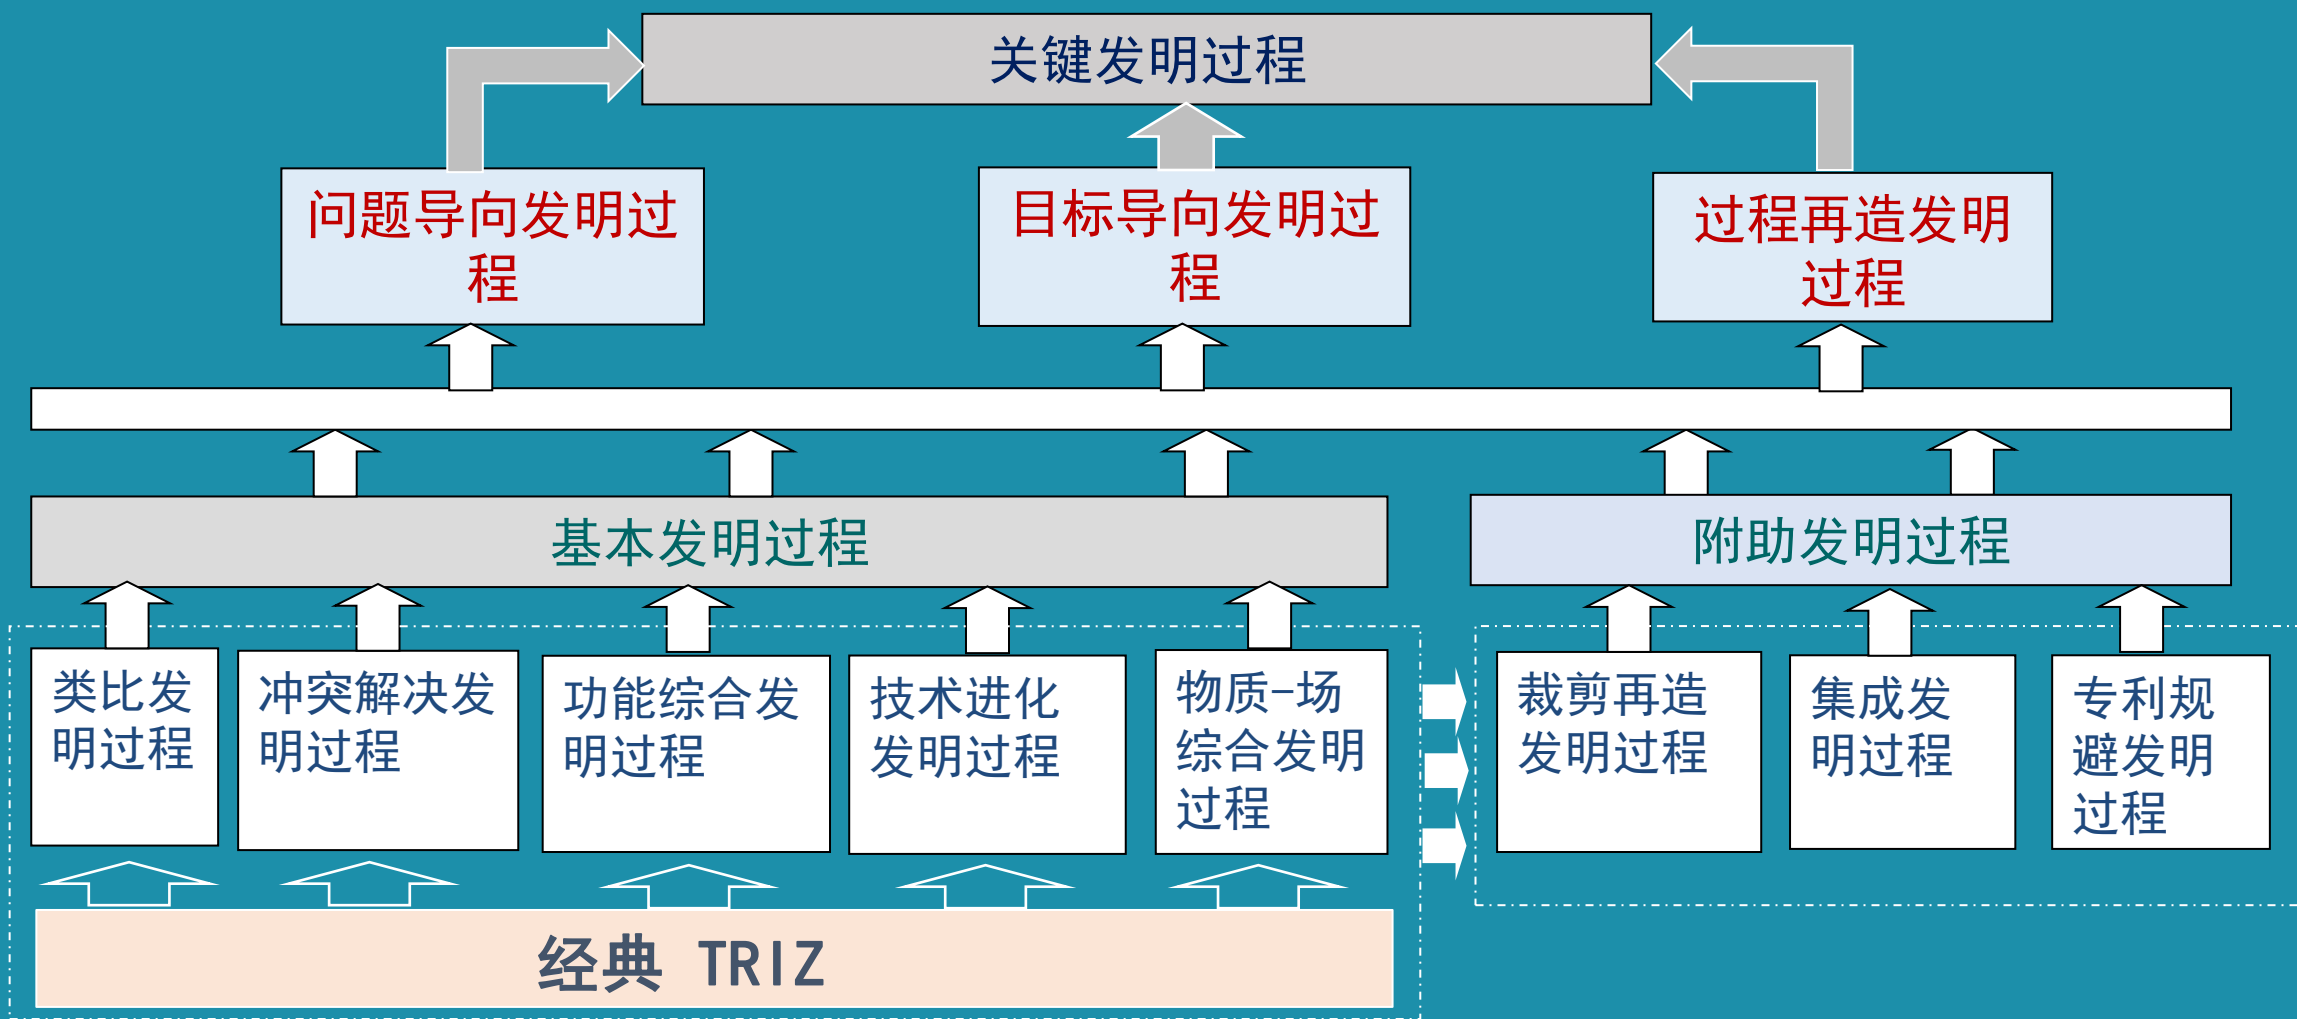 关键发明过程
问题导向发明过
程
目标导向发明过
程
过程再造发明
过程
基本发明过程
附助发明过程
类比发
明过程
冲突解决发
明过程
功能综合发
明过程
技术进化
发明过程
物质-场
综合发明
过程
裁剪再造
发明过程
集成发
明过程
专利规
避发明
过程
经典 TRIZ